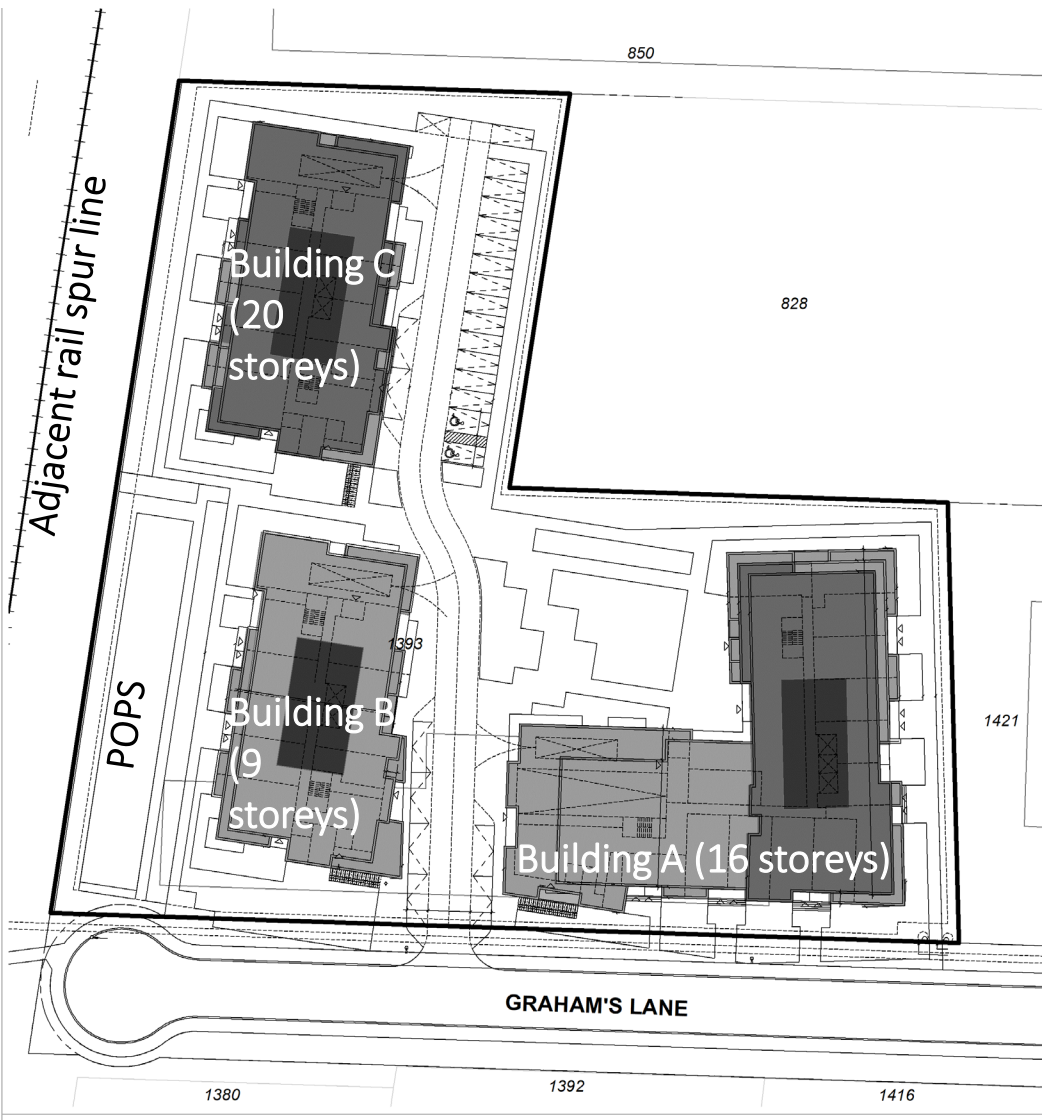 850
Adjacent rail spur line
828
Building C
(20
storeys)
1393
1421
POPS
Building B
(9
storeys)
Building A (16 storeys)
GRAHAM'S LANE
1380
1392
1416